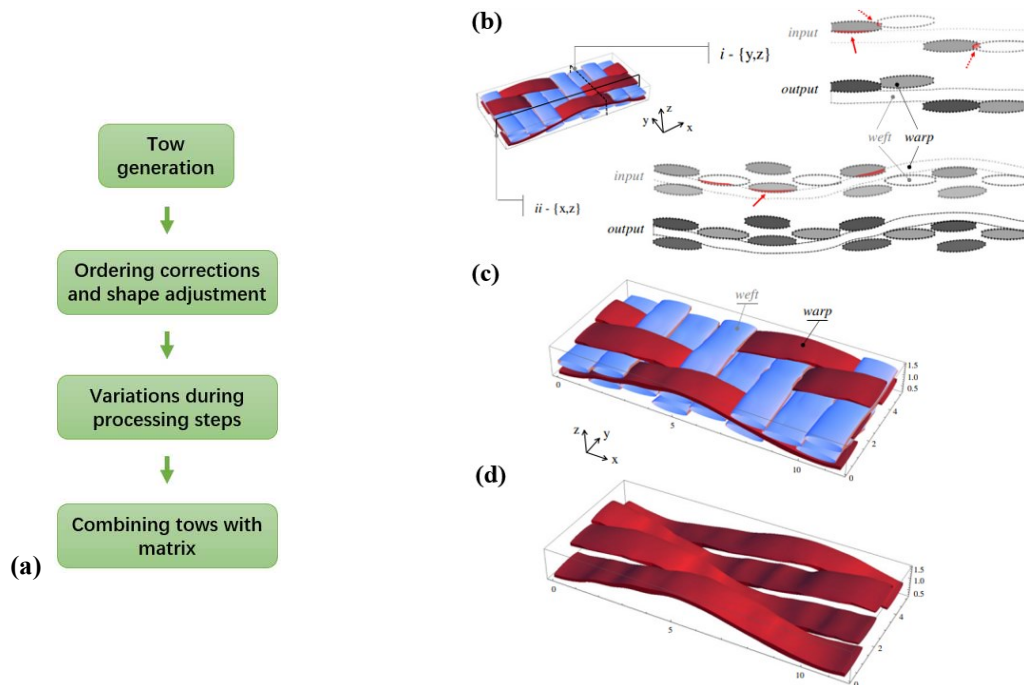 Tow
generation
Ordering corrections
and shape adjustment
Variations during
processing steps
Combining tows with
matrix
(a)
(b)
i - {y,z}
z
y
x
ii - {x,z}
input
output
weft
warp
input
output
(c)
weft
warp
1.5
1.0
0.5
4
2
0
0
5
10
z
y
x
(d)
1.5
1.0
0.5
4
2
0
0
5
10